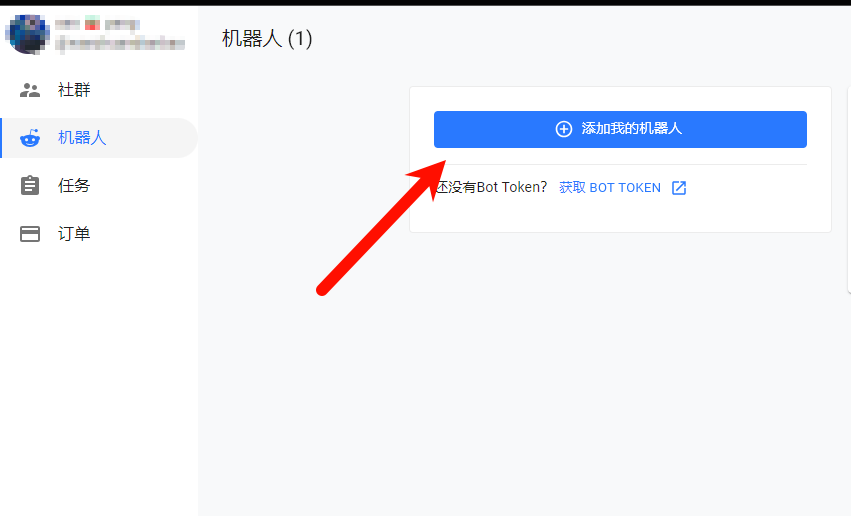 机器人 (1)
社群
机器人
任务
订单
添加我的机器人
还没有Bot Token? 获取 BOT TOKEN